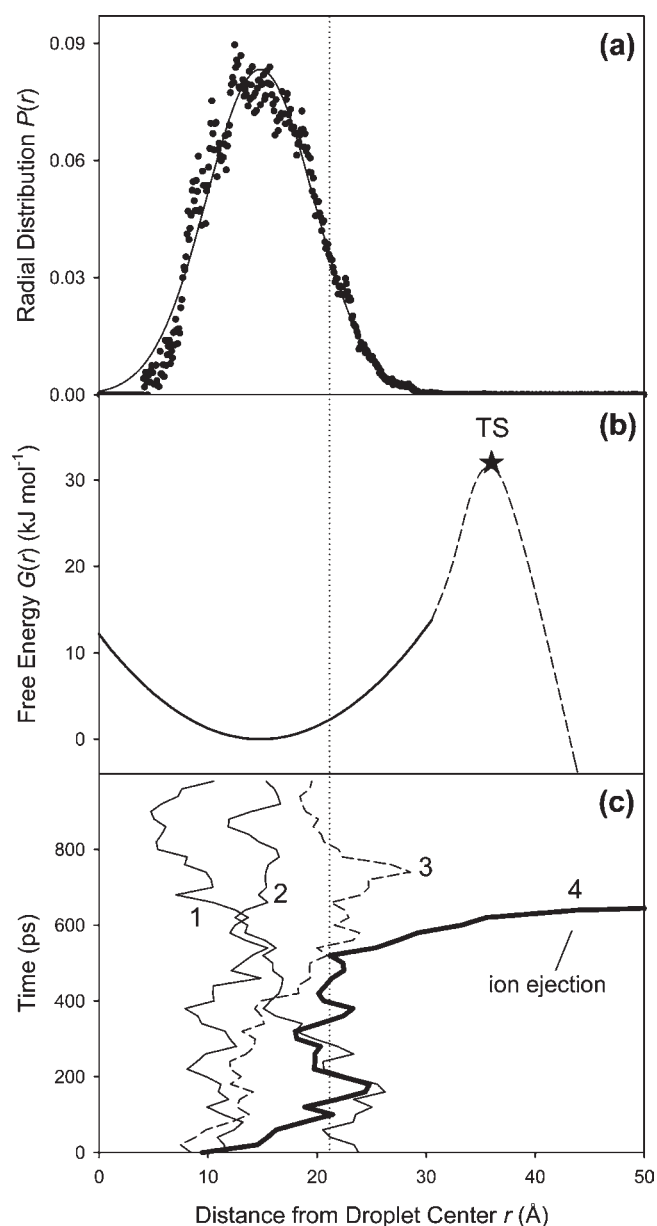 (a)
0.09
0.06
0.03
0.00
Radial Distribution P(r)
(b)
TS
30
20
10
0
Free Energy G(r) (kJ mol⁻¹)
(c)
800
600
400
200
0
Time (ps)
1
2
3
4
ion ejection
0 10 20 30 40 50
Distance from Droplet Center r (Å)